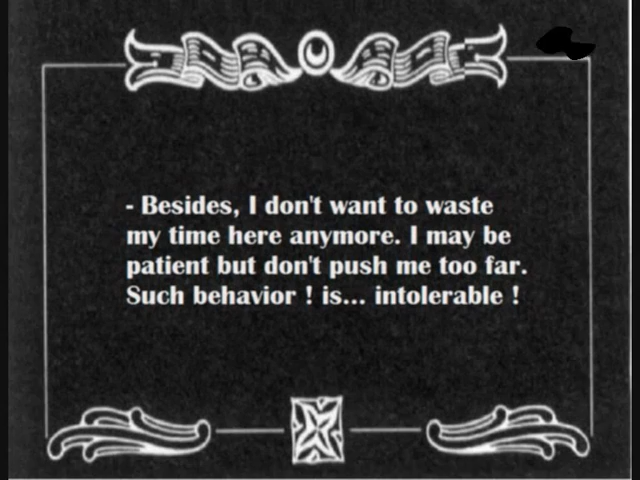 - Besides, I don't want to waste
my time here anymore. I may be
patient but don't push me too far.
Such behavior ! is... intolerable !